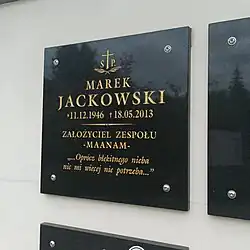 Ś P
MAREK
JACKOWSKI
*11.12.1946 †18.05.2013
ZAŁOŻYCIEL ZESPOŁU
-MAANAM-
„...Oprócz błękitnego nieba
nic mi więcej nie potrzeba..."